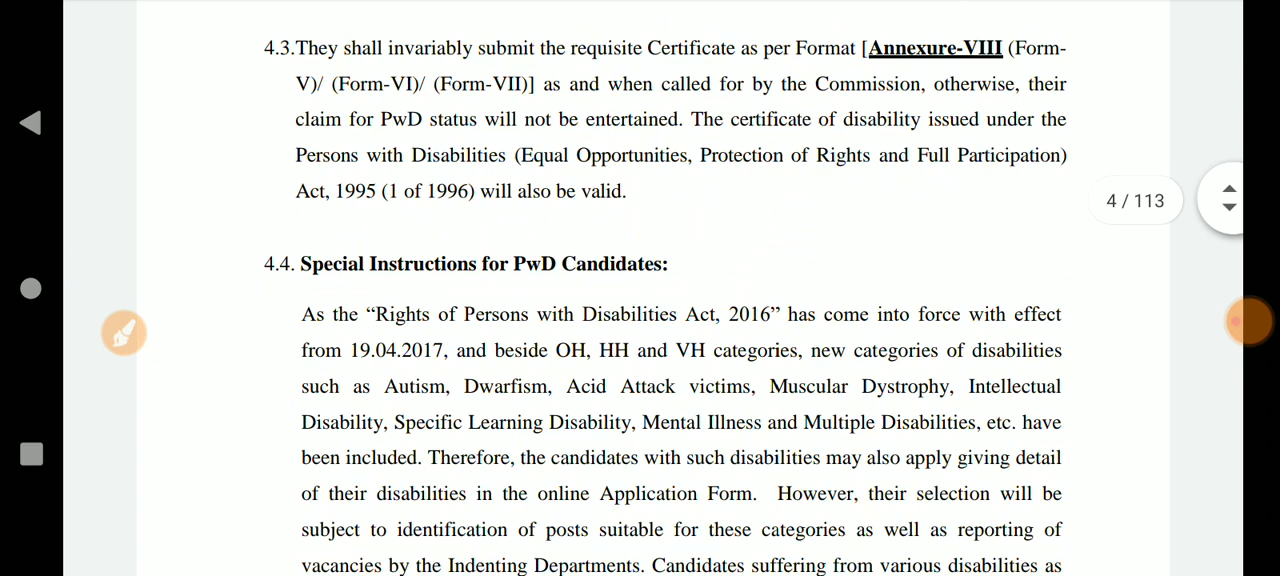 4.3.They shall invariably submit the requisite Certificate as per Format [Annexure-VIII (Form-
V)/ (Form-VI)/ (Form-VII)] as and when called for by the Commission, otherwise, their
claim for PwD status will not be entertained. The certificate of disability issued under the
Persons with Disabilities (Equal Opportunities, Protection of Rights and Full Participation)
Act, 1995 (1 of 1996) will also be valid.
4 / 113
4.4. Special Instructions for PwD Candidates:
As the “Rights of Persons with Disabilities Act, 2016” has come into force with effect
from 19.04.2017, and beside OH, HH and VH categories, new categories of disabilities
such as Autism, Dwarfism, Acid Attack victims, Muscular Dystrophy, Intellectual
Disability, Specific Learning Disability, Mental Illness and Multiple Disabilities, etc. have
been included. Therefore, the candidates with such disabilities may also apply giving detail
of their disabilities in the online Application Form. However, their selection will be
subject to identification of posts suitable for these categories as well as reporting of
vacancies by the Indenting Departments. Candidates suffering from various disabilities as